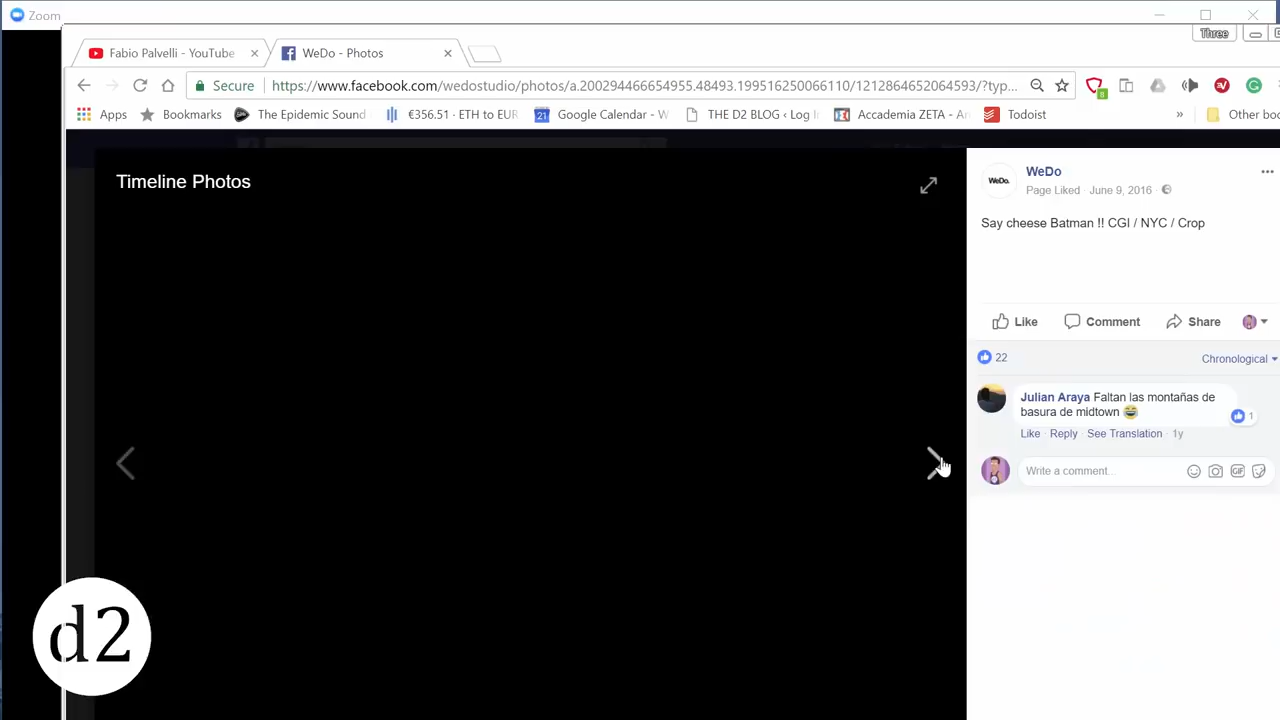 Zoom
Three
Fabio Palvelli - YouTube
WeDo - Photos
Secure
https://www.facebook.com/wedostudio/photos/a.200294466654955.48493.199516250066110/1212864652064593/?typ...
Apps
Bookmarks
The Epidemic Sound
€356.51 · ETH to EUR
Google Calendar - W
THE D2 BLOG ‹ Log I
Accademia ZETA - A
Todoist
»
Other boo
Timeline Photos
WeDo.
WeDo
Page Liked · June 9, 2016 ·
Say cheese Batman !! CGI / NYC / Crop
Like
Comment
Share
22
Chronological
Julian Araya Faltan las montañas de
basura de midtown
1
Like · Reply · See Translation · 1y
Write a comment...
GIF
d2